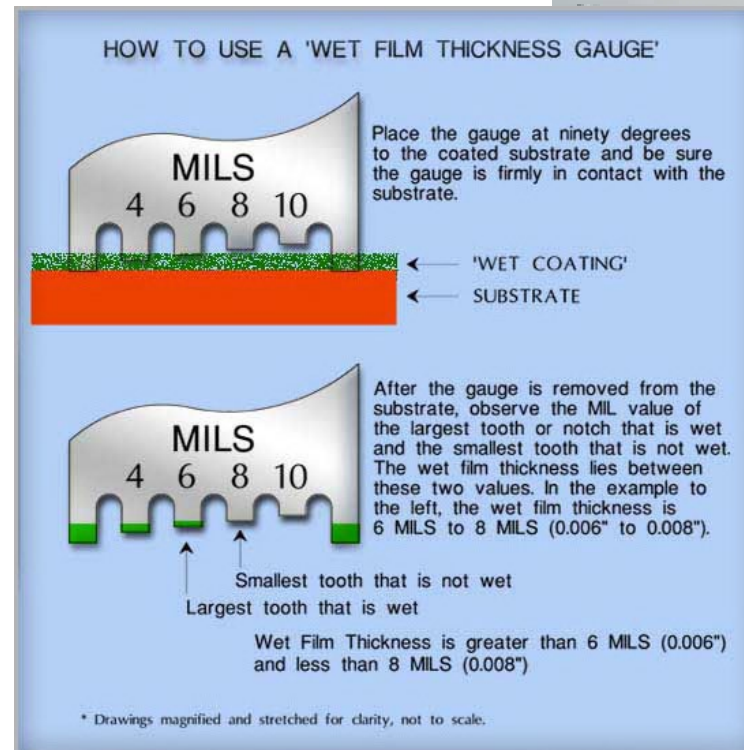 HOW TO USE A 'WET FILM THICKNESS GAUGE'
Place the gauge at ninety degrees
to the coated substrate and be sure
the gauge is firmly in contact with the
substrate.
MILS
4 6 8 10
'WET COATING'
SUBSTRATE
After the gauge is removed from the
substrate, observe the MIL value of
the largest tooth or notch that is wet
and the smallest tooth that is not wet.
The wet film thickness lies between
these two values. In the example to
the left, the wet film thickness is
6 MILS to 8 MILS (0.006" to 0.008").
MILS
4 6 8 10
Smallest tooth that is not wet
Largest tooth that is wet
Wet Film Thickness is greater than 6 MILS (0.006")
and less than 8 MILS (0.008")
* Drawings magnified and stretched for clarity, not to scale.